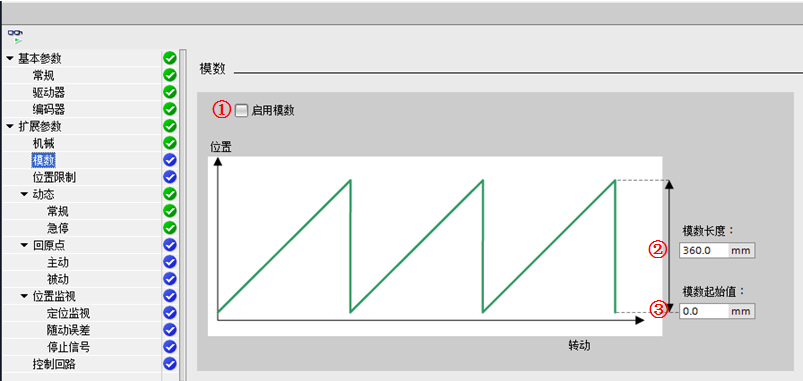 基本参数
常规
驱动器
编码器
扩展参数
机械
模数
位置限制
动态
常规
急停
回原点
主动
被动
位置监视
定位监视
随动误差
停止信号
控制回路
模数
① 启用模数
位置
模数长度：
② 360.0 mm
模数起始值：
③ 0.0 mm
转动